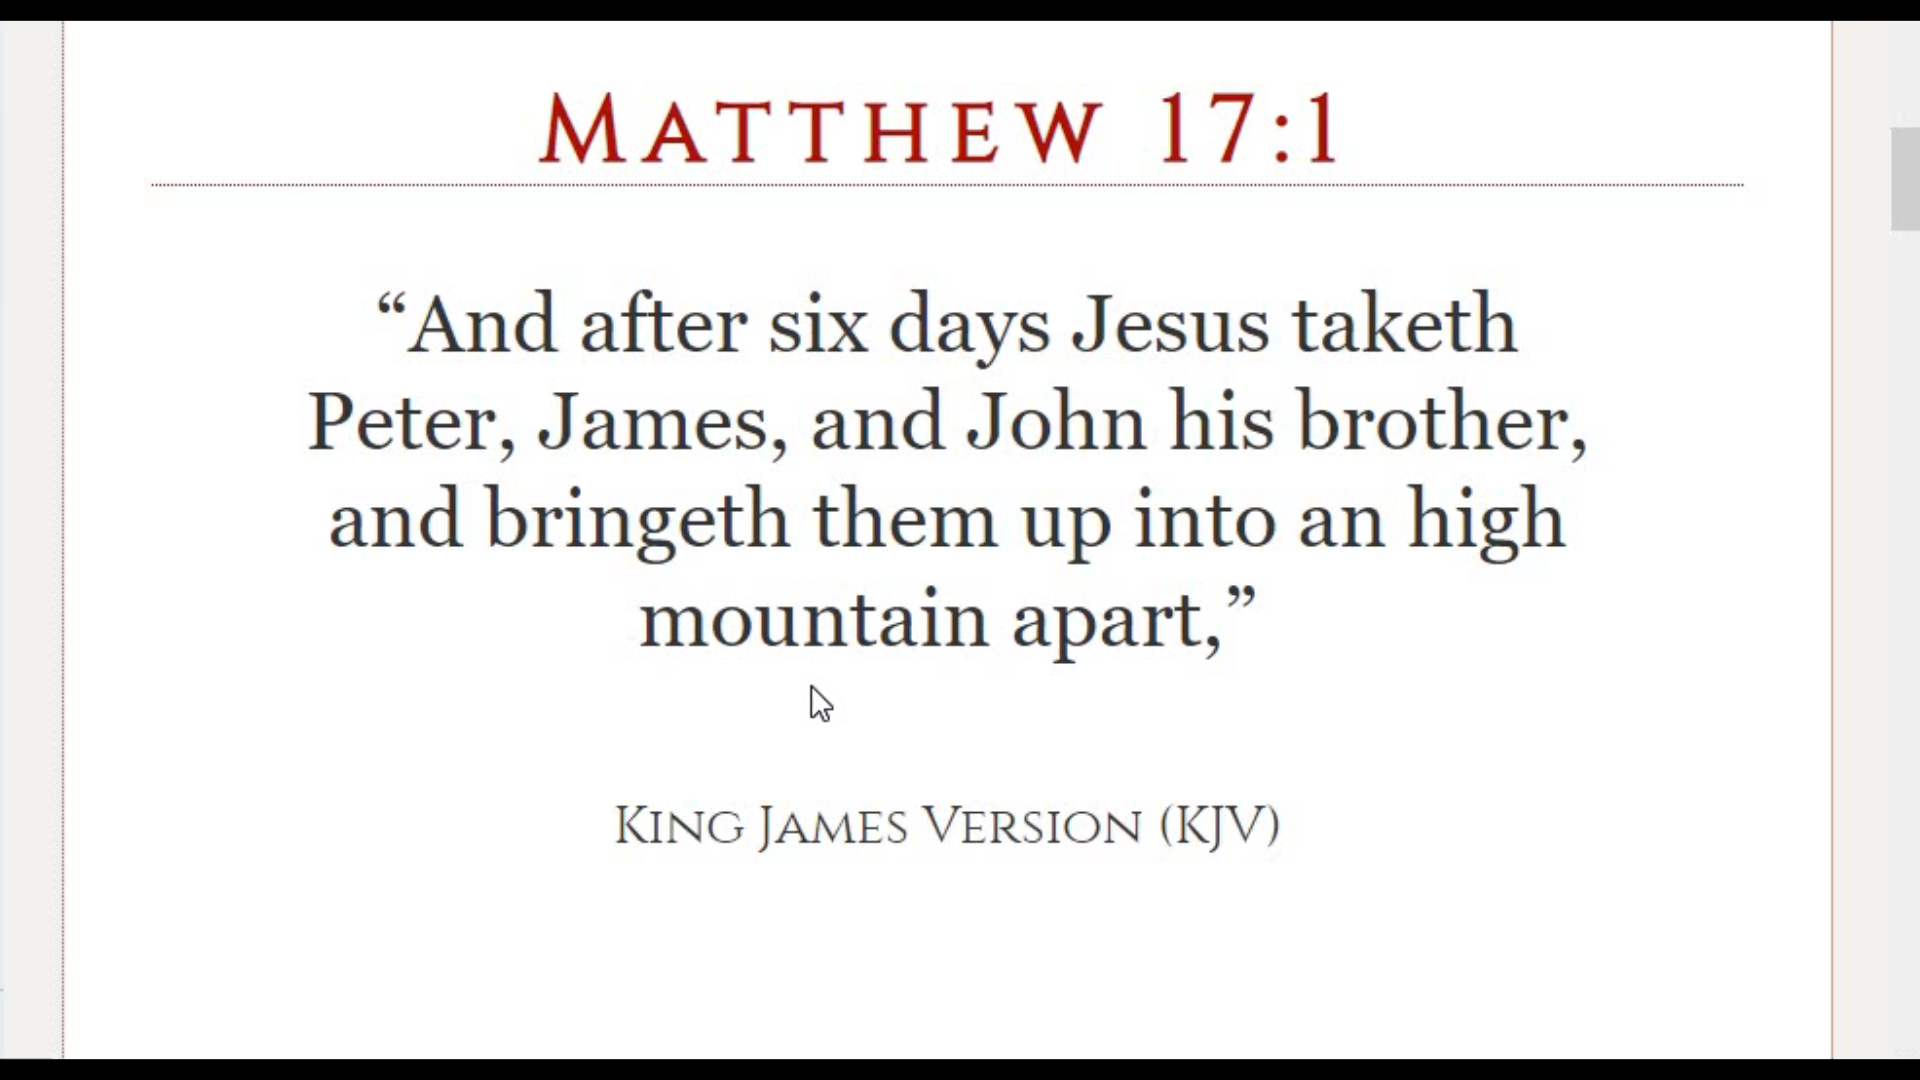 Matthew 17:1
“And after six days Jesus taketh
Peter, James, and John his brother,
and bringeth them up into an high
mountain apart,”
King James Version (KJV)